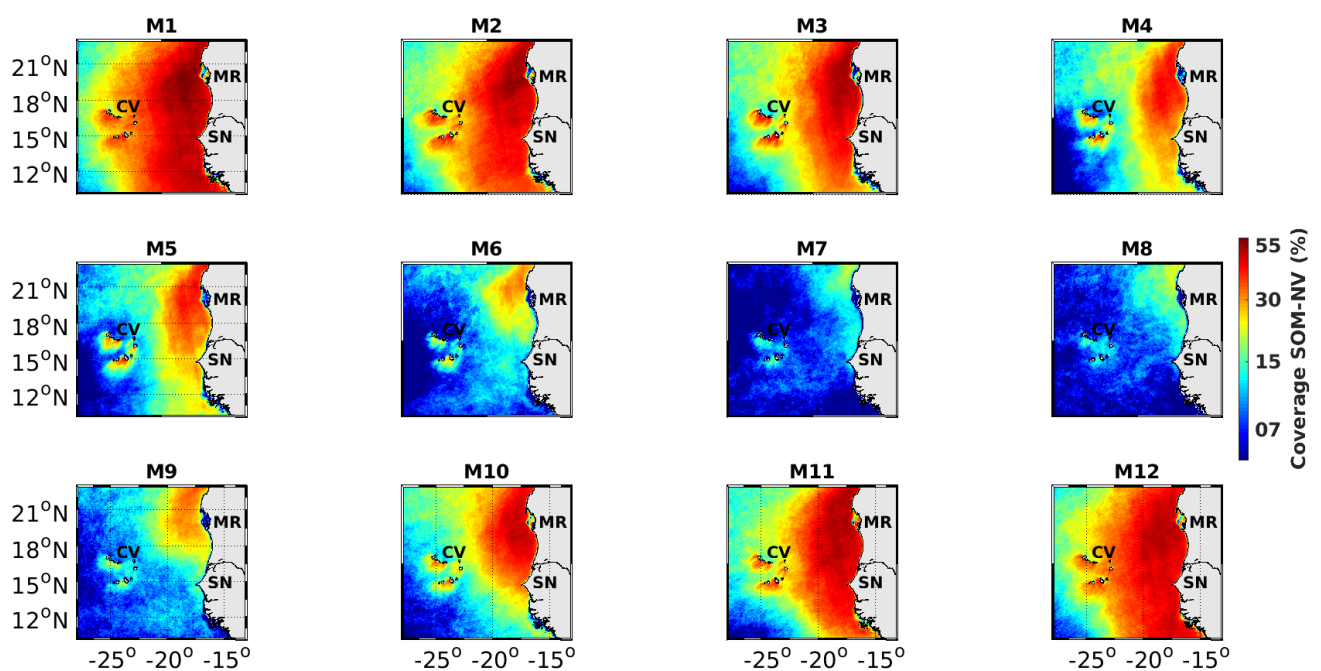 M1 M2 M3 M4
21°N MR MR MR MR
18°N CV CV CV CV
15°N SN SN SN SN
12°N
M5 M6 M7 M8
21°N MR MR MR MR
18°N CV CV CV CV
15°N SN SN SN SN
12°N
55
30
15
07
Coverage SOM-NV (%)
M9 M10 M11 M12
21°N MR MR MR MR
18°N CV CV CV CV
15°N SN SN SN SN
12°N
-25° -20° -15° -25° -20° -15° -25° -20° -15° -25° -20° -15°